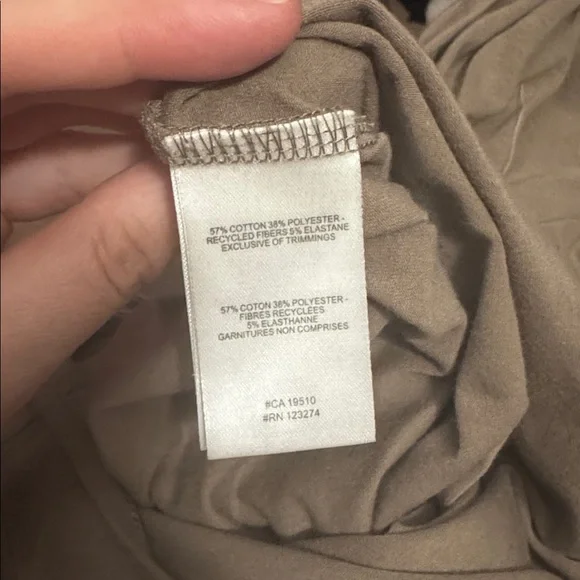 57% COTTON 38% POLYESTER -
RECYCLED FIBERS 5% ELASTANE
EXCLUSIVE OF TRIMMINGS
57% COTON 38% POLYESTER -
FIBRES RECYCLEES
5% ELASTHANNE
GARNITURES NON COMPRISES
#CA 19510
#RN 123274